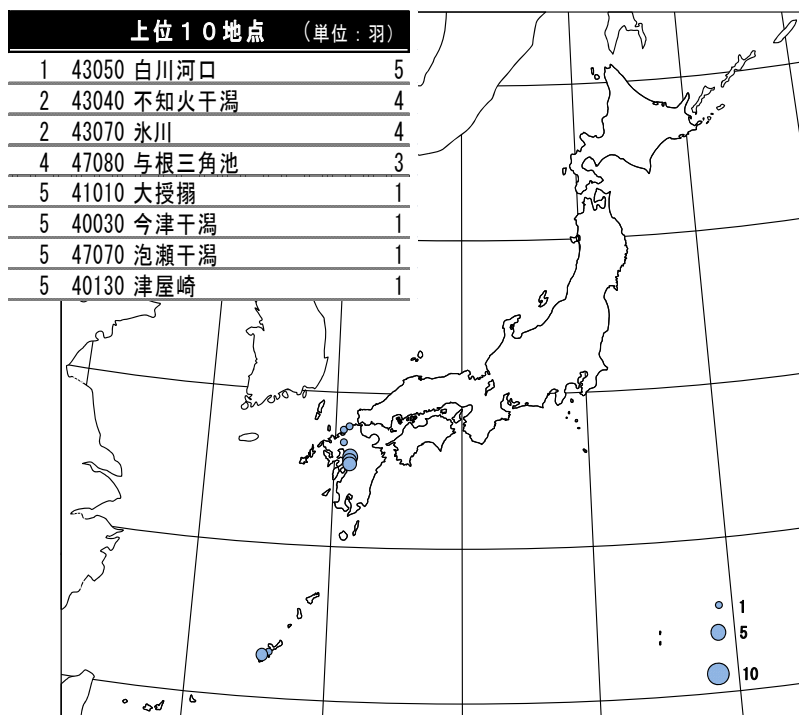 上位１０地点 （単位：羽）
1 43050 白川河口 5
2 43040 不知火干潟 4
2 43070 氷川 4
4 47080 与根三角池 3
5 41010 大授搦 1
5 40030 今津干潟 1
5 47070 泡瀬干潟 1
5 40130 津屋崎 1
1
5
10